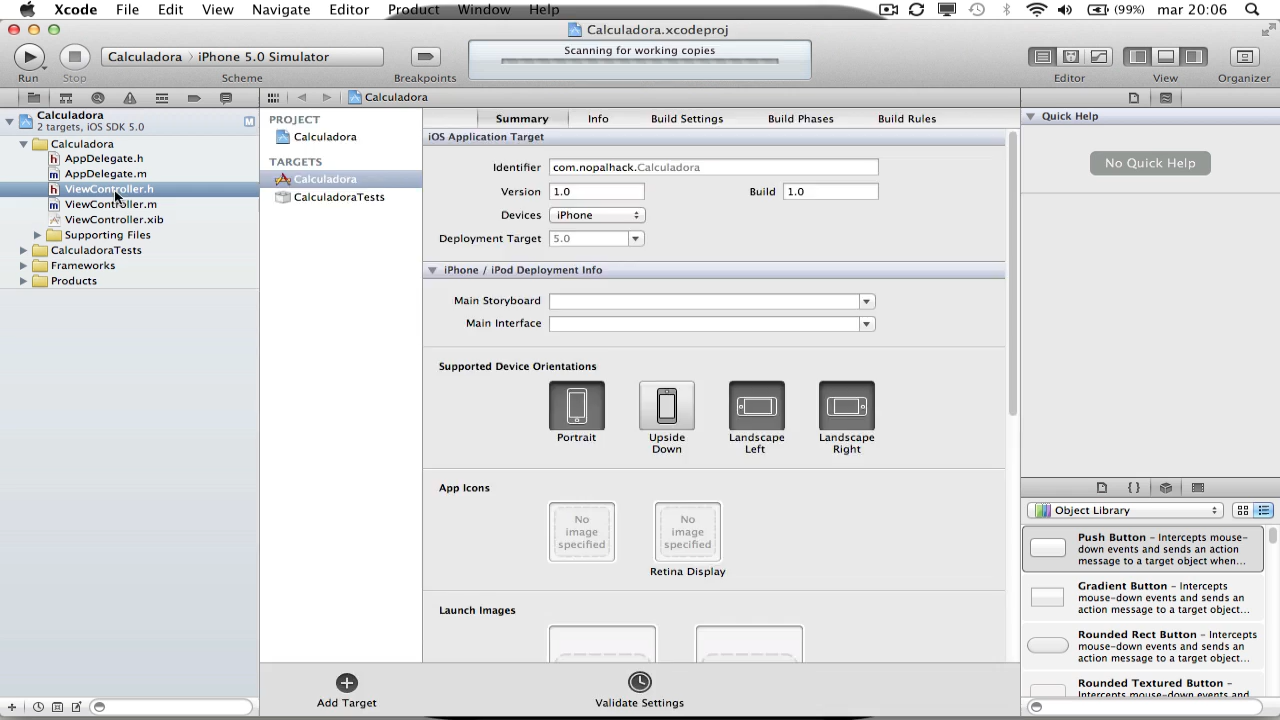 Xcode File Edit View Navigate Editor Product Window Help (99%) mar 20:06
Calculadora.xcodeproj
Scanning for working copies
Calculadora iPhone 5.0 Simulator
Run Stop Scheme Breakpoints Editor View Organizer
Calculadora
Calculadora
2 targets, iOS SDK 5.0
M
Calculadora
AppDelegate.h
AppDelegate.m
ViewController.h
ViewController.m
ViewController.xib
Supporting Files
CalculadoraTests
Frameworks
Products
PROJECT
Calculadora
TARGETS
Calculadora
CalculadoraTests
Summary Info Build Settings Build Phases Build Rules
iOS Application Target
Identifier com.nopalhack.Calculadora
Version 1.0 Build 1.0
Devices iPhone
Deployment Target 5.0
iPhone / iPod Deployment Info
Main Storyboard
Main Interface
Supported Device Orientations
Portrait
Upside
Down
Landscape
Left
Landscape
Right
App Icons
No
image
specified
No
image
specified
Retina Display
Launch Images
Add Target
Validate Settings
Quick Help
No Quick Help
Object Library
Push Button – Intercepts mouse-
down events and sends an action
message to a target object when...
Gradient Button – Intercepts
mouse-down events and sends an
action message to a target object...
Rounded Rect Button – Intercepts
mouse-down events and sends an
action message to a target object...
Rounded Textured Button –
Intercepts mouse-down events and